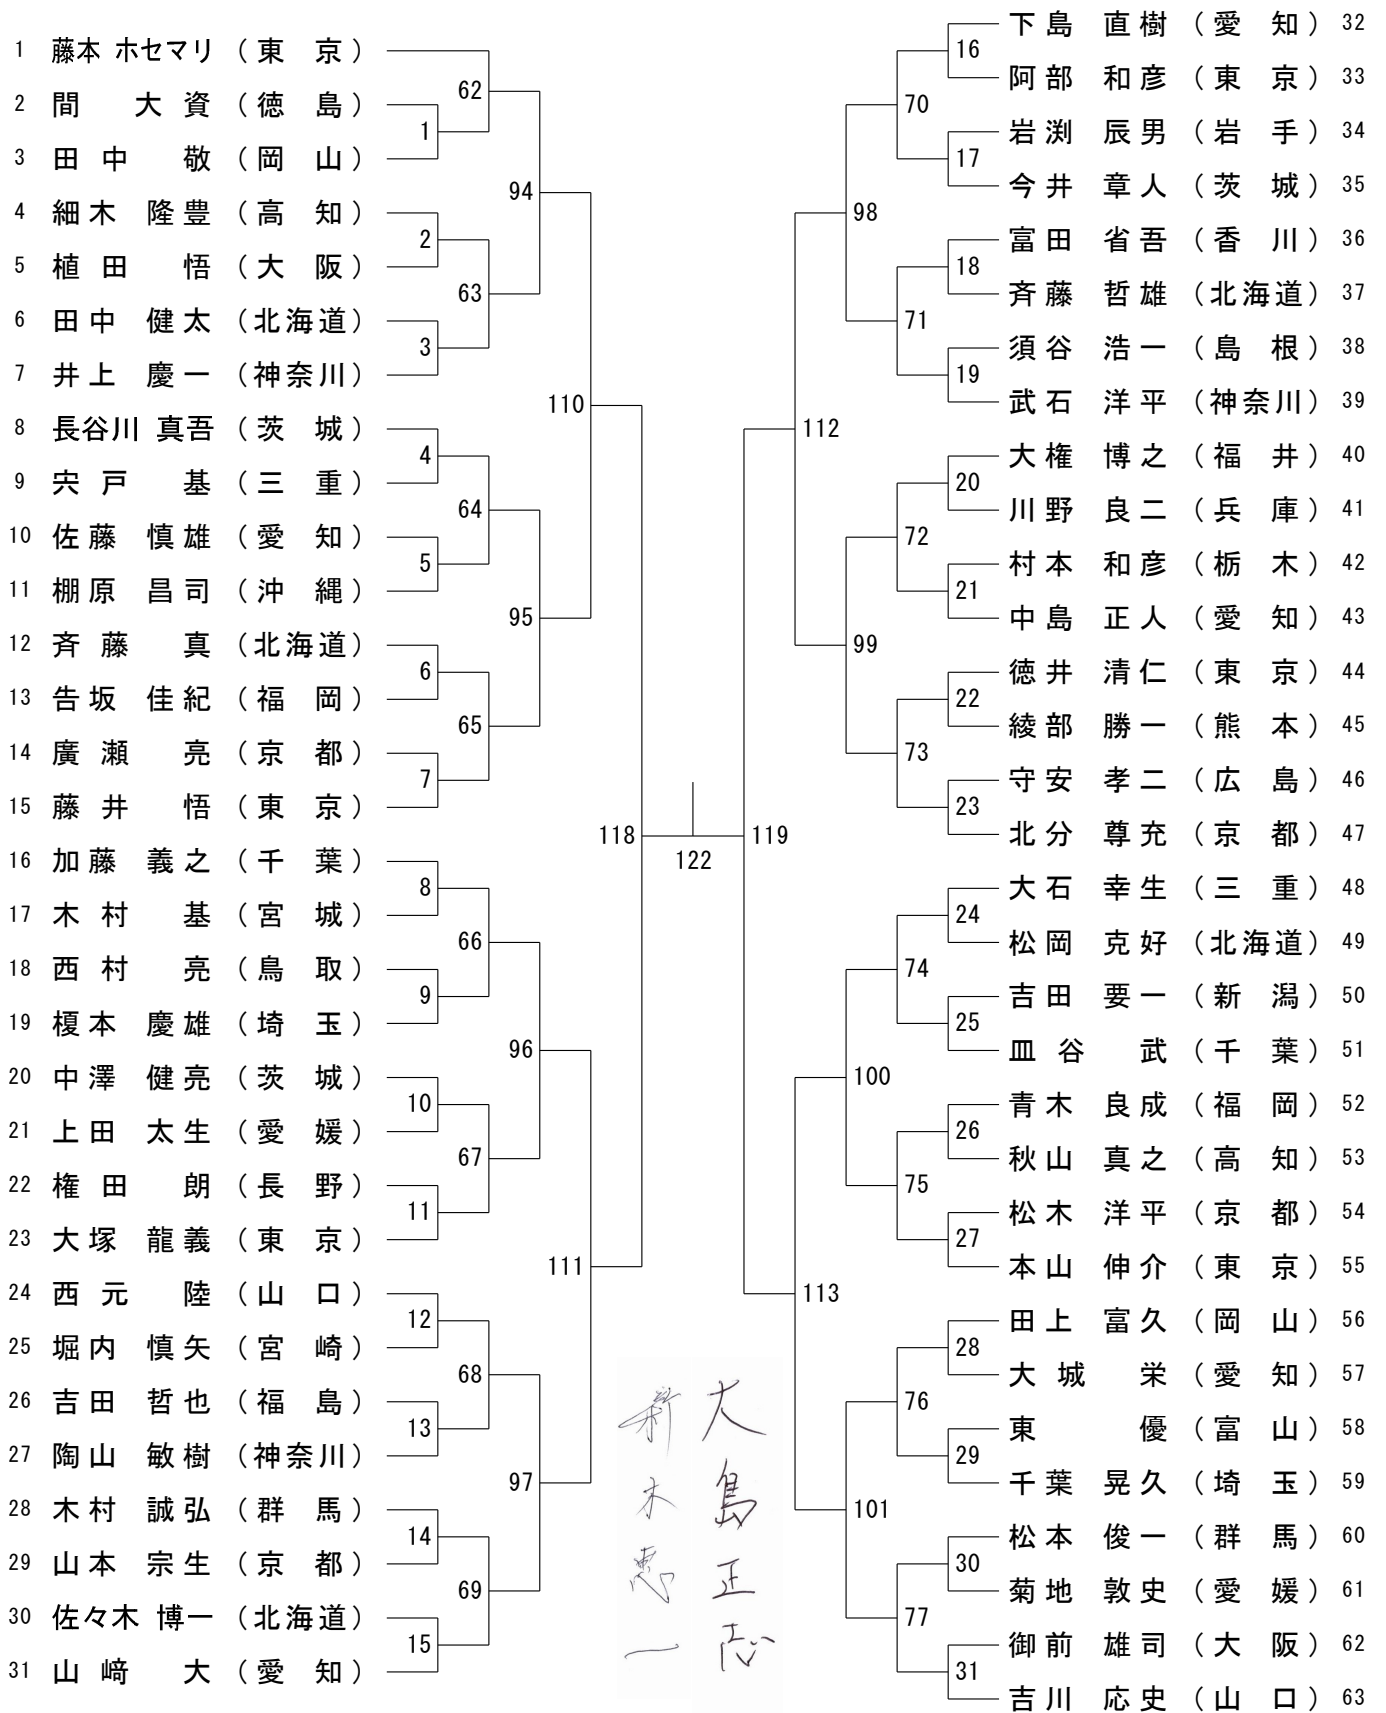 1 藤本 ホセマリ (東 京)
2 間 大資 (徳 島)
3 田中 敬 (岡 山)
4 細木 隆豊 (高 知)
5 植田 悟 (大 阪)
6 田中 健太 (北海道)
7 井上 慶一 (神奈川)
8 長谷川 真吾 (茨 城)
9 宍戸 基 (三 重)
10 佐藤 慎雄 (愛 知)
11 棚原 昌司 (沖 縄)
12 斉藤 真 (北海道)
13 告坂 佳紀 (福 岡)
14 廣瀬 亮 (京 都)
15 藤井 悟 (東 京)
16 加藤 義之 (千 葉)
17 木村 基 (宮 城)
18 西村 亮 (鳥 取)
19 榎本 慶雄 (埼 玉)
20 中澤 健亮 (茨 城)
21 上田 太生 (愛 媛)
22 権田 朗 (長 野)
23 大塚 龍義 (東 京)
24 西元 陸 (山 口)
25 堀内 慎矢 (宮 崎)
26 吉田 哲也 (福 島)
27 陶山 敏樹 (神奈川)
28 木村 誠弘 (群 馬)
29 山本 宗生 (京 都)
30 佐々木 博一 (北海道)
31 山﨑 大 (愛 知)
1
2
3
4
5
6
7
8
9
10
11
12
13
14
15
62
63
64
65
66
67
68
69
94
95
96
97
110
111
118
122
119
112
113
98
99
100
101
70
71
72
73
74
75
76
77
16
17
18
19
20
21
22
23
24
25
26
27
28
29
30
31
下島 直樹 (愛 知) 32
阿部 和彦 (東 京) 33
岩渕 辰男 (岩 手) 34
今井 章人 (茨 城) 35
富田 省吾 (香 川) 36
斉藤 哲雄 (北海道) 37
須谷 浩一 (島 根) 38
武石 洋平 (神奈川) 39
大権 博之 (福 井) 40
川野 良二 (兵 庫) 41
村本 和彦 (栃 木) 42
中島 正人 (愛 知) 43
徳井 清仁 (東 京) 44
綾部 勝一 (熊 本) 45
守安 孝二 (広 島) 46
北分 尊充 (京 都) 47
大石 幸生 (三 重) 48
松岡 克好 (北海道) 49
吉田 要一 (新 潟) 50
皿谷 武 (千 葉) 51
青木 良成 (福 岡) 52
秋山 真之 (高 知) 53
松木 洋平 (京 都) 54
本山 伸介 (東 京) 55
田上 富久 (岡 山) 56
大城 栄 (愛 知) 57
東 優 (富 山) 58
千葉 晃久 (埼 玉) 59
松本 俊一 (群 馬) 60
菊地 敦史 (愛 媛) 61
御前 雄司 (大 阪) 62
吉川 応史 (山 口) 63
大島正志
新木恵一